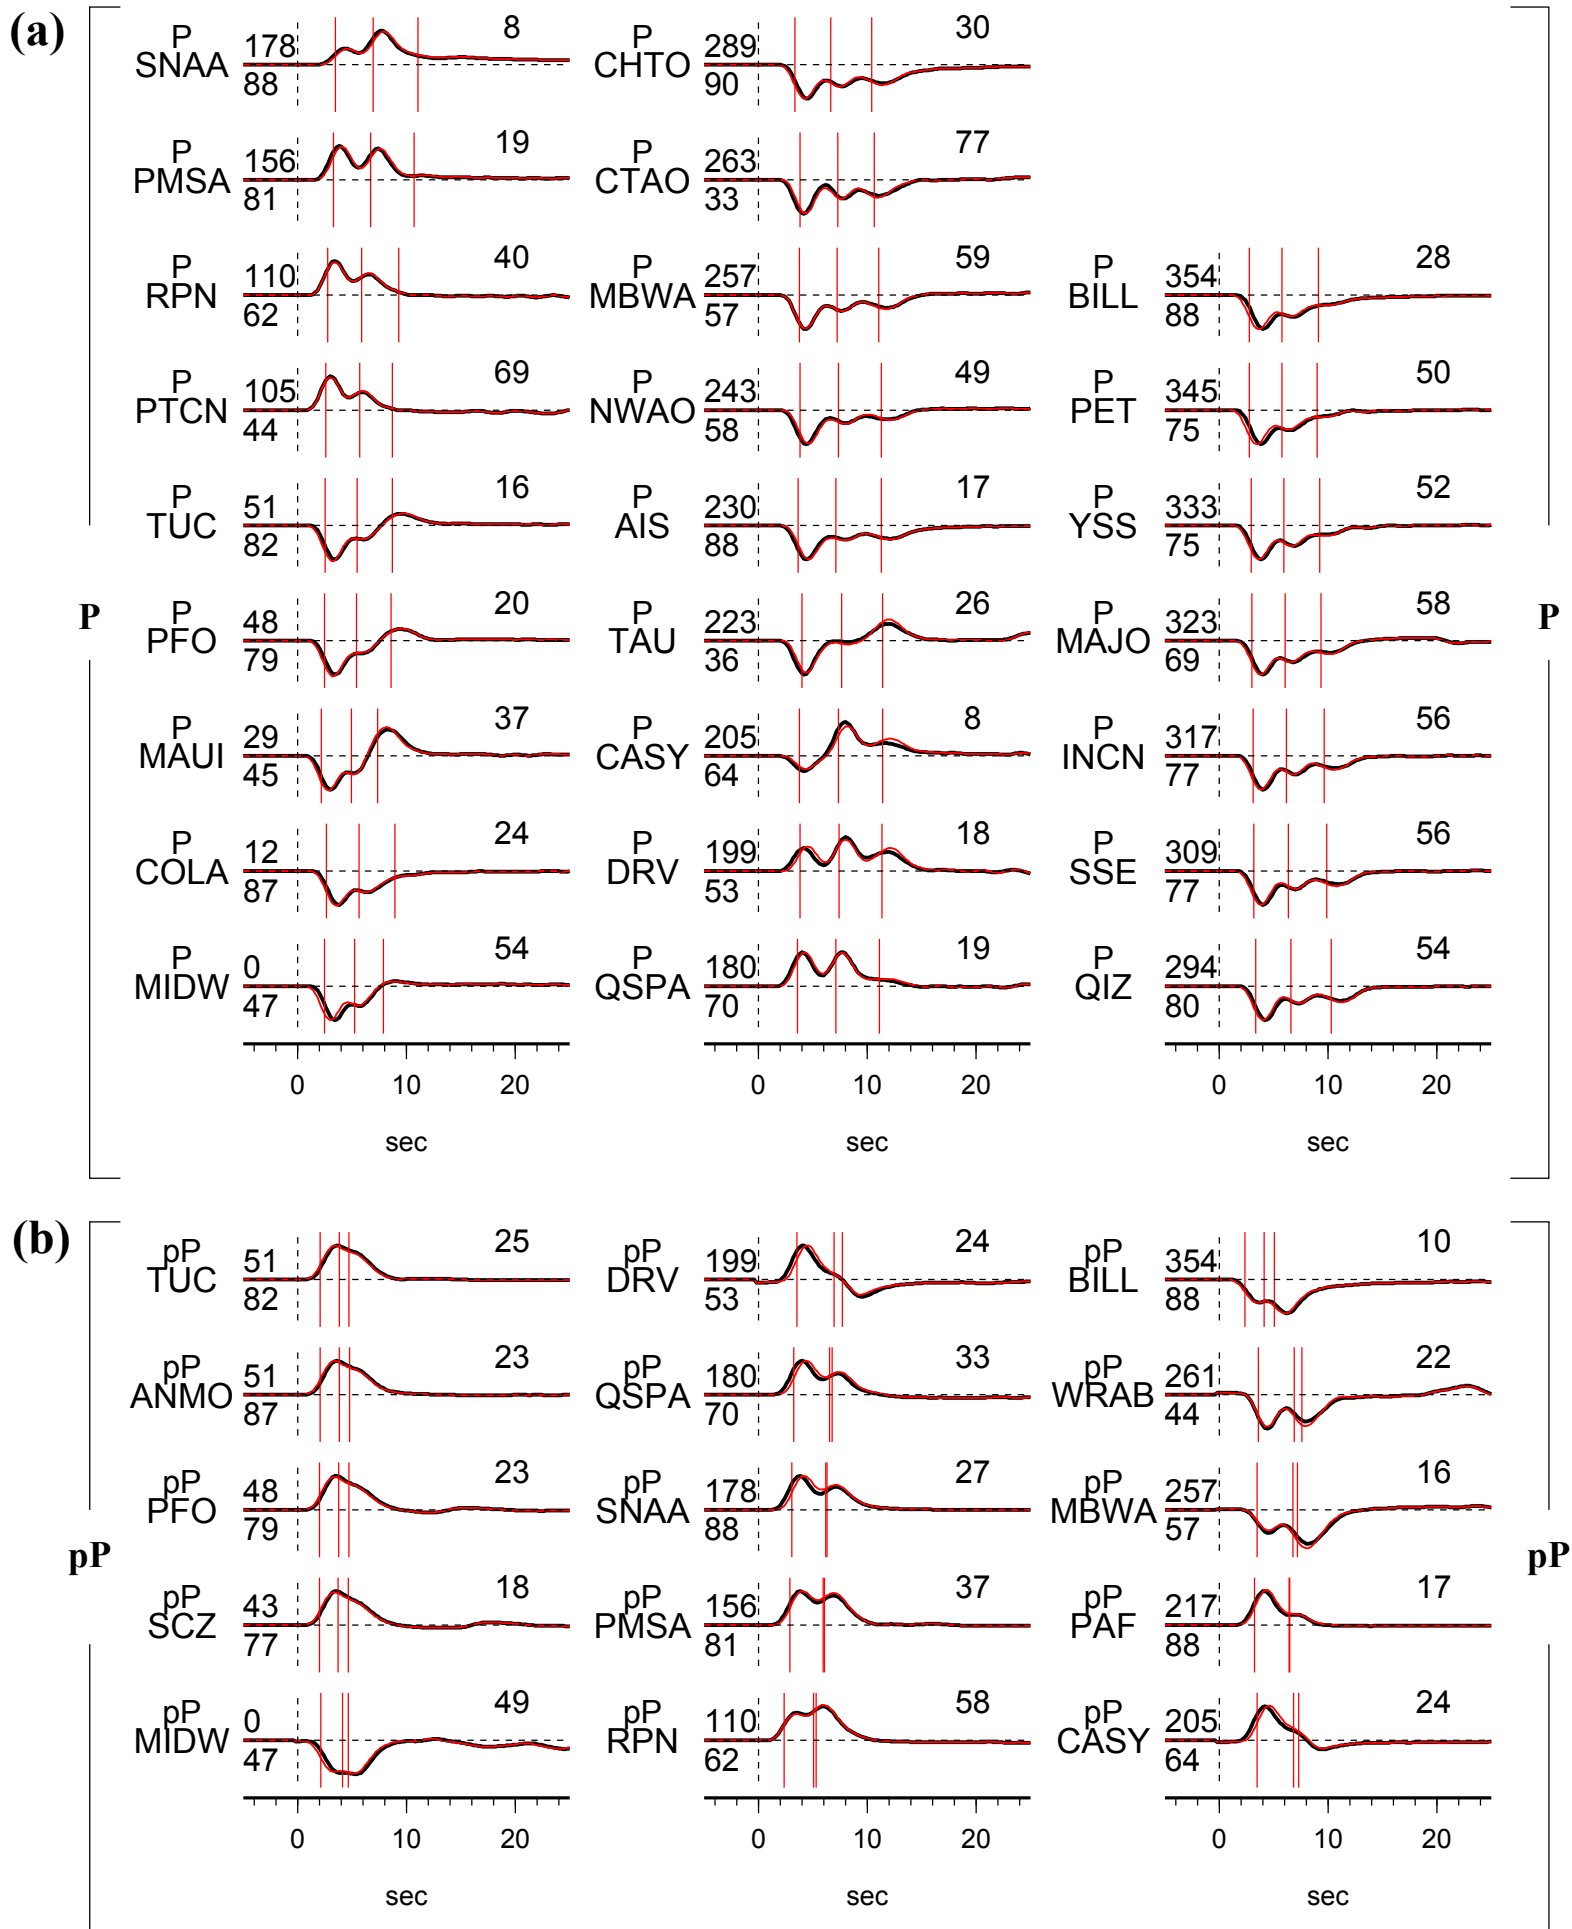 (a)
P
SNAA
178
88
8
P
CHTO
289
90
30
P
PMSA
156
81
19
P
CTAO
263
33
77
P
RPN
110
62
40
P
MBWA
257
57
59
P
BILL
354
88
28
P
PTCN
105
44
69
P
NWAO
243
58
49
P
PET
345
75
50
P
TUC
51
82
16
P
AIS
230
88
17
P
YSS
333
75
52
P
P
PFO
48
79
20
P
TAU
223
36
26
P
MAJO
323
69
58
P
P
MAUI
29
45
37
P
CASY
205
64
8
P
INCN
317
77
56
P
COLA
12
87
24
P
DRV
199
53
18
P
SSE
309
77
56
P
MIDW
0
47
54
P
QSPA
180
70
19
P
QIZ
294
80
54
0 10 20
0 10 20
0 10 20
sec
sec
sec
(b)
pP
TUC
51
82
25
pP
DRV
199
53
24
pP
BILL
354
88
10
pP
ANMO
51
87
23
pP
QSPA
180
70
33
pP
WRAB
261
44
22
pP
PFO
48
79
23
pP
SNAA
178
88
27
pP
MBWA
257
57
16
pP
pP
pP
SCZ
43
77
18
pP
PMSA
156
81
37
pP
PAF
217
88
17
pP
MIDW
0
47
49
pP
RPN
110
62
58
pP
CASY
205
64
24
0 10 20
0 10 20
0 10 20
sec
sec
sec